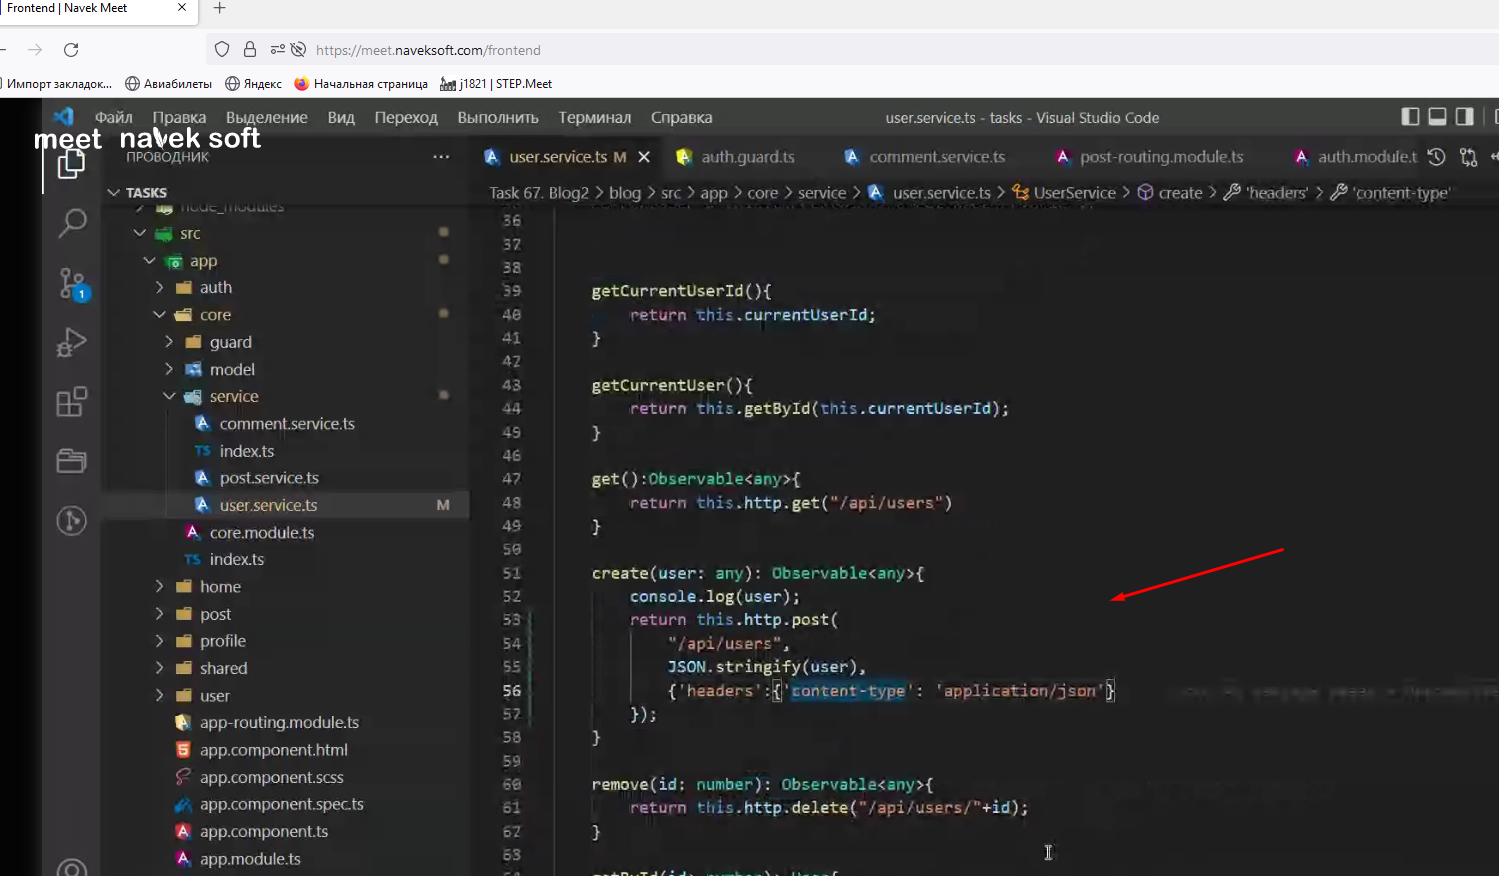 Frontend | Navek Meet
https://meet.naveksoft.com/frontend
Импорт закладок...
Авиабилеты
Яндекс
Начальная страница
j1821 | STEP.Meet
Файл Правка Выделение Вид Переход Выполнить Терминал Справка
user.service.ts - tasks - Visual Studio Code
meet navek soft
ПРОВОДНИК
user.service.ts M
auth.guard.ts
comment.service.ts
post-routing.module.ts
auth.module.t
TASKS
Task 67. Blog2 > blog > src > app > core > service > user.service.ts > UserService > create > 'headers' > 'content-type'
node_modules
src
app
auth
core
guard
model
service
comment.service.ts
index.ts
post.service.ts
user.service.ts M
core.module.ts
index.ts
home
post
profile
shared
user
app-routing.module.ts
app.component.html
app.component.scss
app.component.spec.ts
app.component.ts
app.module.ts
1
36
37
38
39 getCurrentUserId(){
40 return this.currentUserId;
41 }
42
43 getCurrentUser(){
44 return this.getById(this.currentUserId);
45 }
46
47 get():Observable<any>{
48 return this.http.get("/api/users")
49 }
50
51 create(user: any): Observable<any>{
52 console.log(user);
53 return this.http.post(
54 "/api/users",
55 JSON.stringify(user),
56 {'headers':{'content-type': 'application/json'}
57 });
58 }
59
60 remove(id: number): Observable<any>{
61 return this.http.delete("/api/users/"+id);
62 }
63